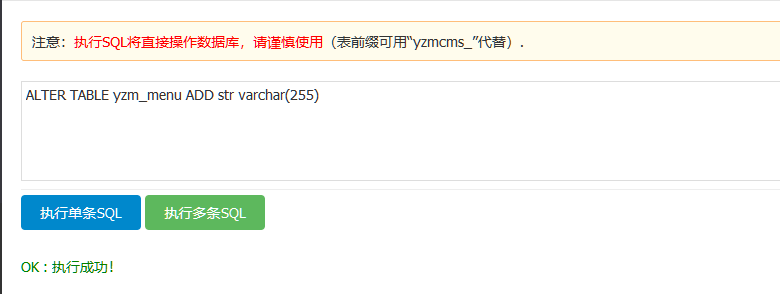 注意：执行SQL将直接操作数据库，请谨慎使用（表前缀可用“yzmcms_”代替）.
ALTER TABLE yzm_menu ADD str varchar(255)
执行单条SQL 执行多条SQL
OK : 执行成功！